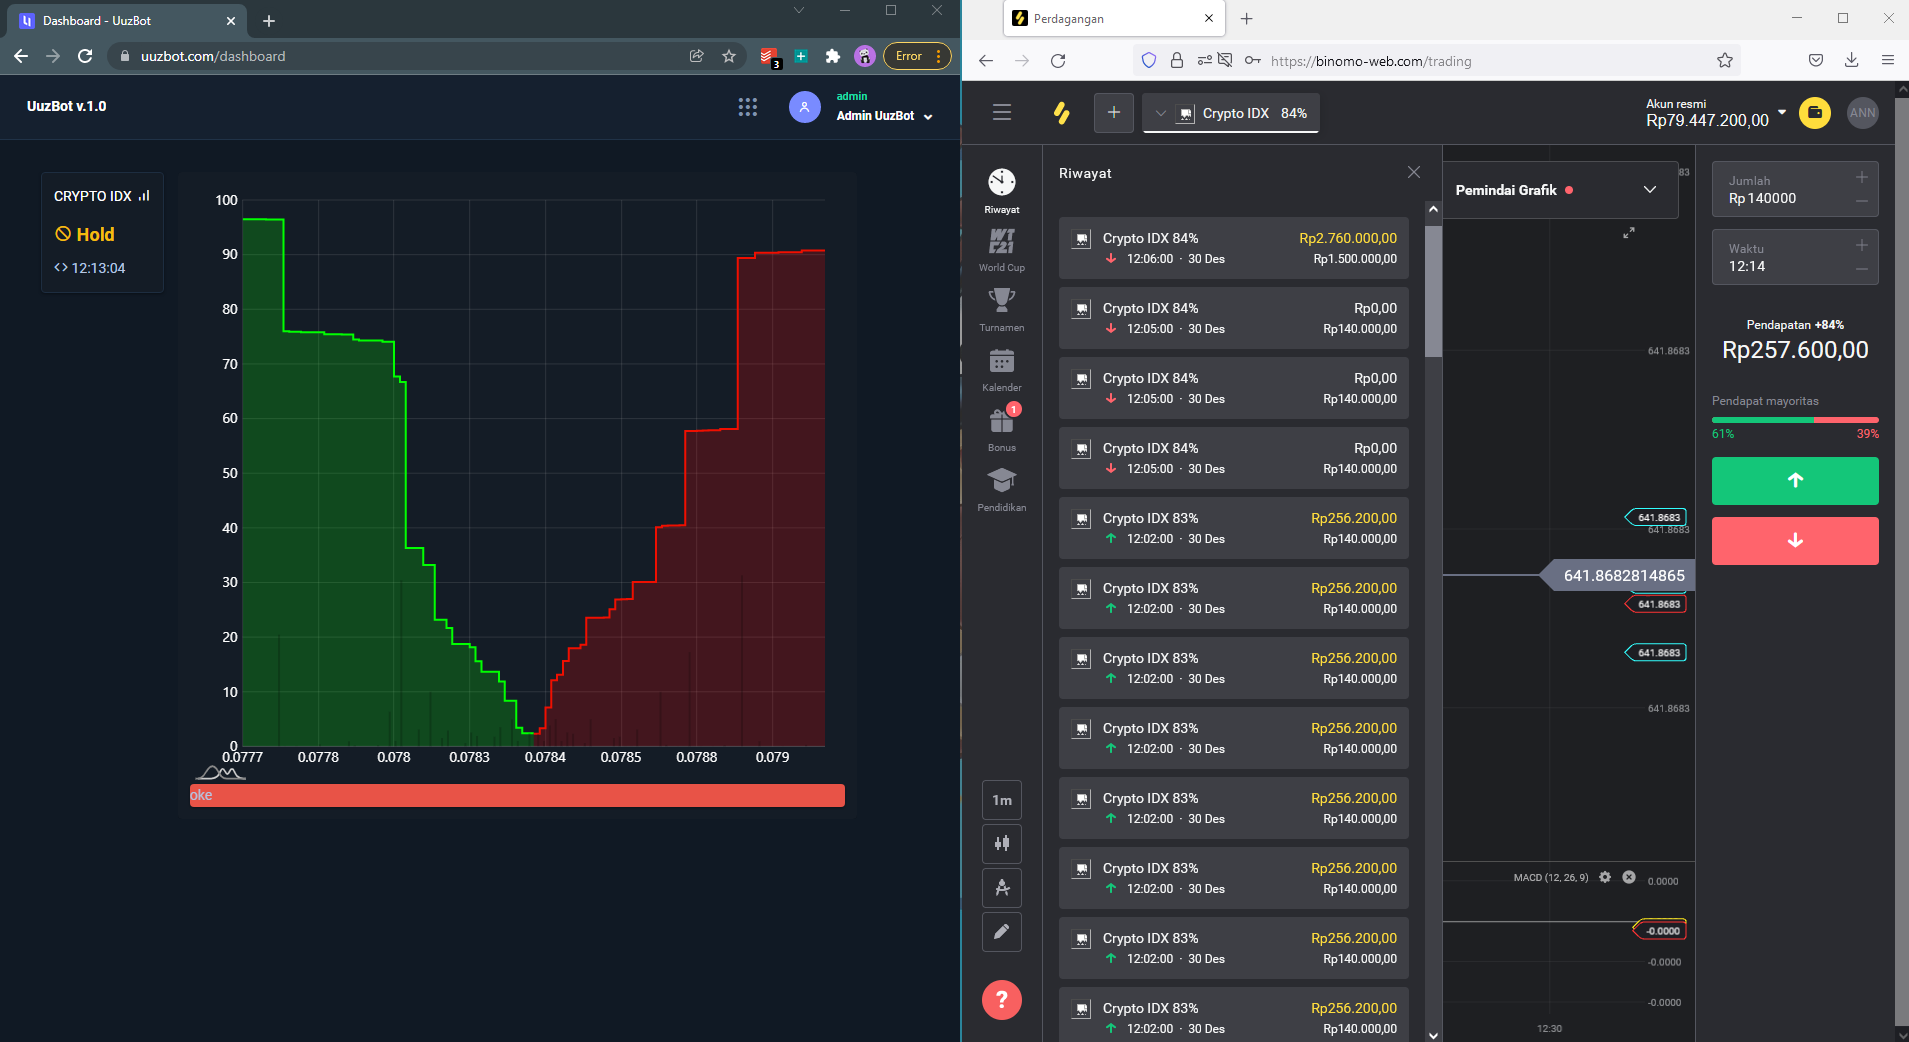 Dashboard - UuzBot
uuzbot.com/dashboard
3
Error
UuzBot v.1.0
admin
Admin UuzBot
CRYPTO IDX
Hold
12:13:04
100
90
80
70
60
50
40
30
20
10
0
0.0777 0.0778 0.078 0.0783 0.0784 0.0785 0.0788 0.079
oke
Perdagangan
https://binomo-web.com/trading
Crypto IDX 84%
Akun resmi
Rp79.447.200,00
ANN
Riwayat
World Cup
Turnamen
Kalender
1
Bonus
Pendidikan
1m
?
Riwayat
Crypto IDX 84% Rp2.760.000,00
12:06:00 · 30 Des Rp1.500.000,00
Crypto IDX 84% Rp0,00
12:05:00 · 30 Des Rp140.000,00
Crypto IDX 84% Rp0,00
12:05:00 · 30 Des Rp140.000,00
Crypto IDX 84% Rp0,00
12:05:00 · 30 Des Rp140.000,00
Crypto IDX 83% Rp256.200,00
12:02:00 · 30 Des Rp140.000,00
Crypto IDX 83% Rp256.200,00
12:02:00 · 30 Des Rp140.000,00
Crypto IDX 83% Rp256.200,00
12:02:00 · 30 Des Rp140.000,00
Crypto IDX 83% Rp256.200,00
12:02:00 · 30 Des Rp140.000,00
Crypto IDX 83% Rp256.200,00
12:02:00 · 30 Des Rp140.000,00
Crypto IDX 83% Rp256.200,00
12:02:00 · 30 Des Rp140.000,00
Crypto IDX 83% Rp256.200,00
12:02:00 · 30 Des Rp140.000,00
Crypto IDX 83% Rp256.200,00
12:02:00 · 30 Des Rp140.000,00
Pemindai Grafik
83
641.8683
641.8683
641.8683
641.8682814865
641.8683
641.8683
641.8683
MACD (12, 26, 9)
0.0000
-0.0000
-0.0000
-0.0000
12:30
Jumlah
Rp140000
Waktu
12:14
Pendapatan +84%
Rp257.600,00
Pendapat mayoritas
61% 39%